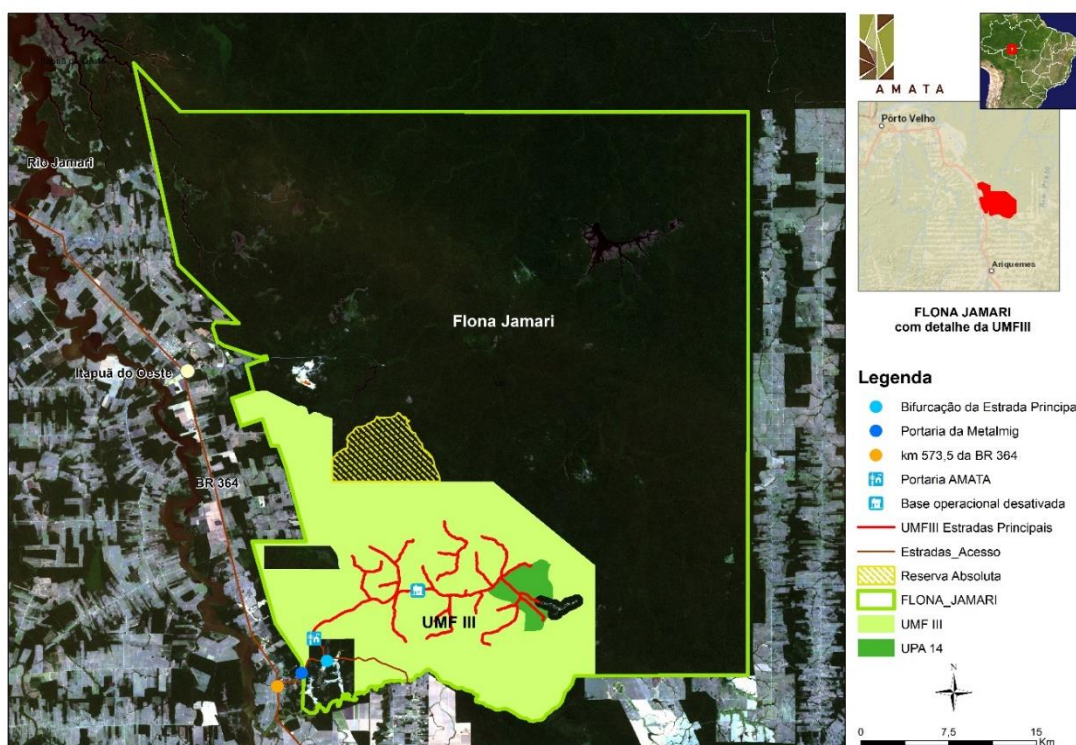 Rio Jamari
Flona Jamari
Itapuã do Oeste
BR 364
UMF III
AMATA
Porto Velho
Ariquemes
FLONA JAMARI
com detalhe da UMFIII
Legenda
Bifurcação da Estrada Principa
Portaria da Metalmig
km 573,5 da BR 364
Portaria AMATA
Base operacional desativada
UMFIII Estradas Principais
Estradas_Acesso
Reserva Absoluta
FLONA_JAMARI
UMF III
UPA 14
N
0 7,5 15
Km